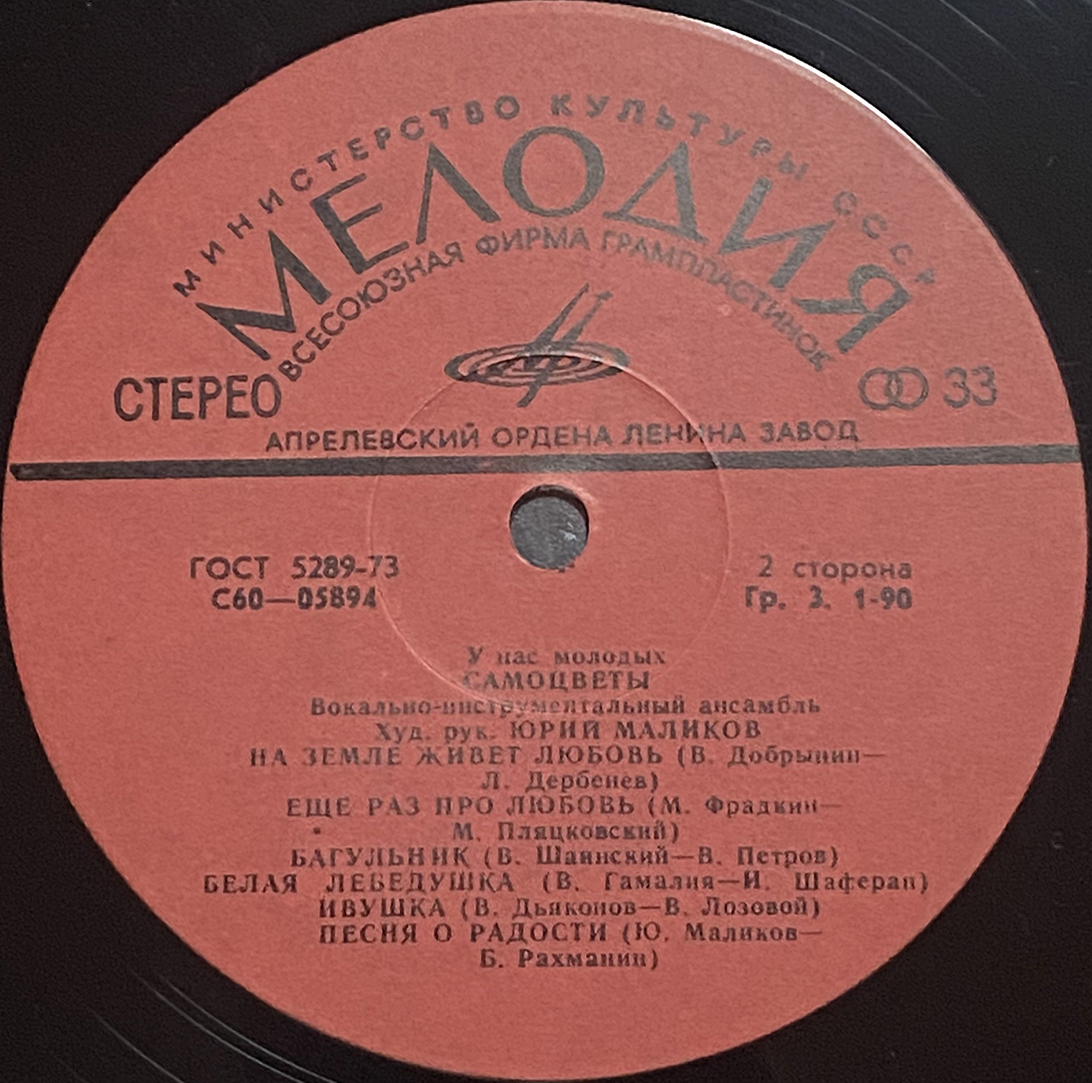 МИНИСТЕРСТВО КУЛЬТУРЫ СССР
МЕЛОДИЯ
ВСЕСОЮЗНАЯ ФИРМА ГРАМПЛАСТИНОК
СТЕРЕО
33
АПРЕЛЕВСКИЙ ОРДЕНА ЛЕНИНА ЗАВОД
ГОСТ 5289-73
2 сторона
С60—05894
Гр. 3. 1-90
У нас молодых
САМОЦВЕТЫ
Вокально-инструментальный ансамбль
Худ. рук. ЮРИЙ МАЛИКОВ
НА ЗЕМЛЕ ЖИВЕТ ЛЮБОВЬ (В. Добрынин—
Л. Дербенев)
ЕЩЕ РАЗ ПРО ЛЮБОВЬ (М. Фрадкин—
М. Пляцковский)
БАГУЛЬНИК (В. Шаинский—В. Петров)
БЕЛАЯ ЛЕБЕДУШКА (В. Гамалия—И. Шаферан)
ИВУШКА (В. Дьяконов—В. Лозовой)
ПЕСНЯ О РАДОСТИ (Ю. Маликов—
Б. Рахманин)